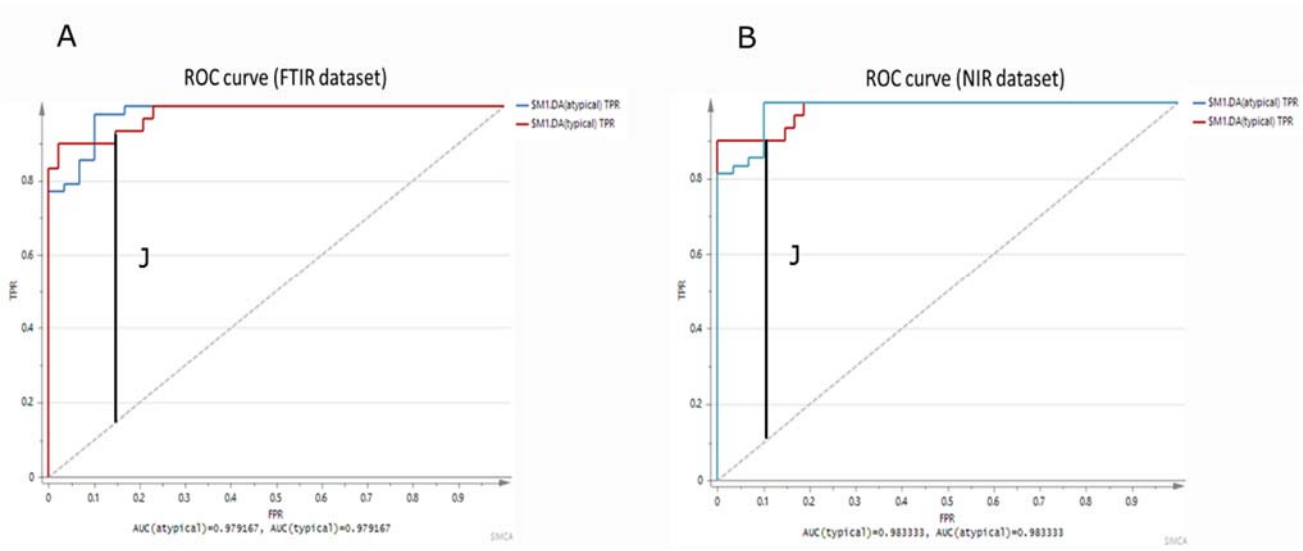 A
ROC curve (FTIR dataset)
$M1.DA(atypical) TPR
$M1.DA(typical) TPR
0.8
0.6
0.4
0.2
0
TPR
J
0 0.1 0.2 0.3 0.4 0.5 0.6 0.7 0.8 0.9
FPR
AUC(atypical)=0.979167, AUC(typical)=0.979167
SIMCA
B
ROC curve (NIR dataset)
$M1.DA(atypical) TPR
$M1.DA(typical) TPR
0.8
0.6
0.4
0.2
0
TPR
J
0 0.1 0.2 0.3 0.4 0.5 0.6 0.7 0.8 0.9
FPR
AUC(typical)=0.983333, AUC(atypical)=0.983333
SIMCA